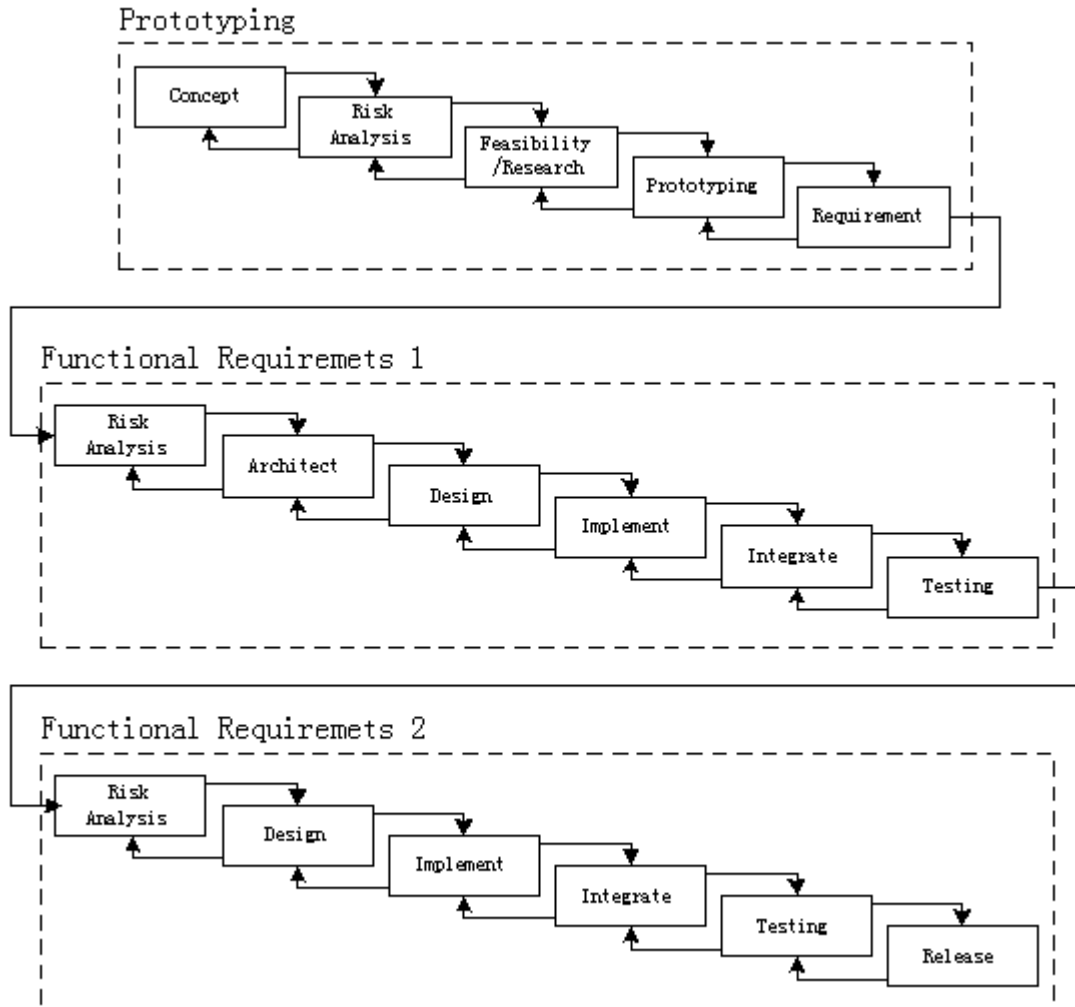 Prototyping
Concept
Risk
Analysis
Feasibility
/Research
Prototyping
Requirement
Functional Requiremets 1
Risk
Analysis
Architect
Design
Implement
Integrate
Testing
Functional Requiremets 2
Risk
Analysis
Design
Implement
Integrate
Testing
Release